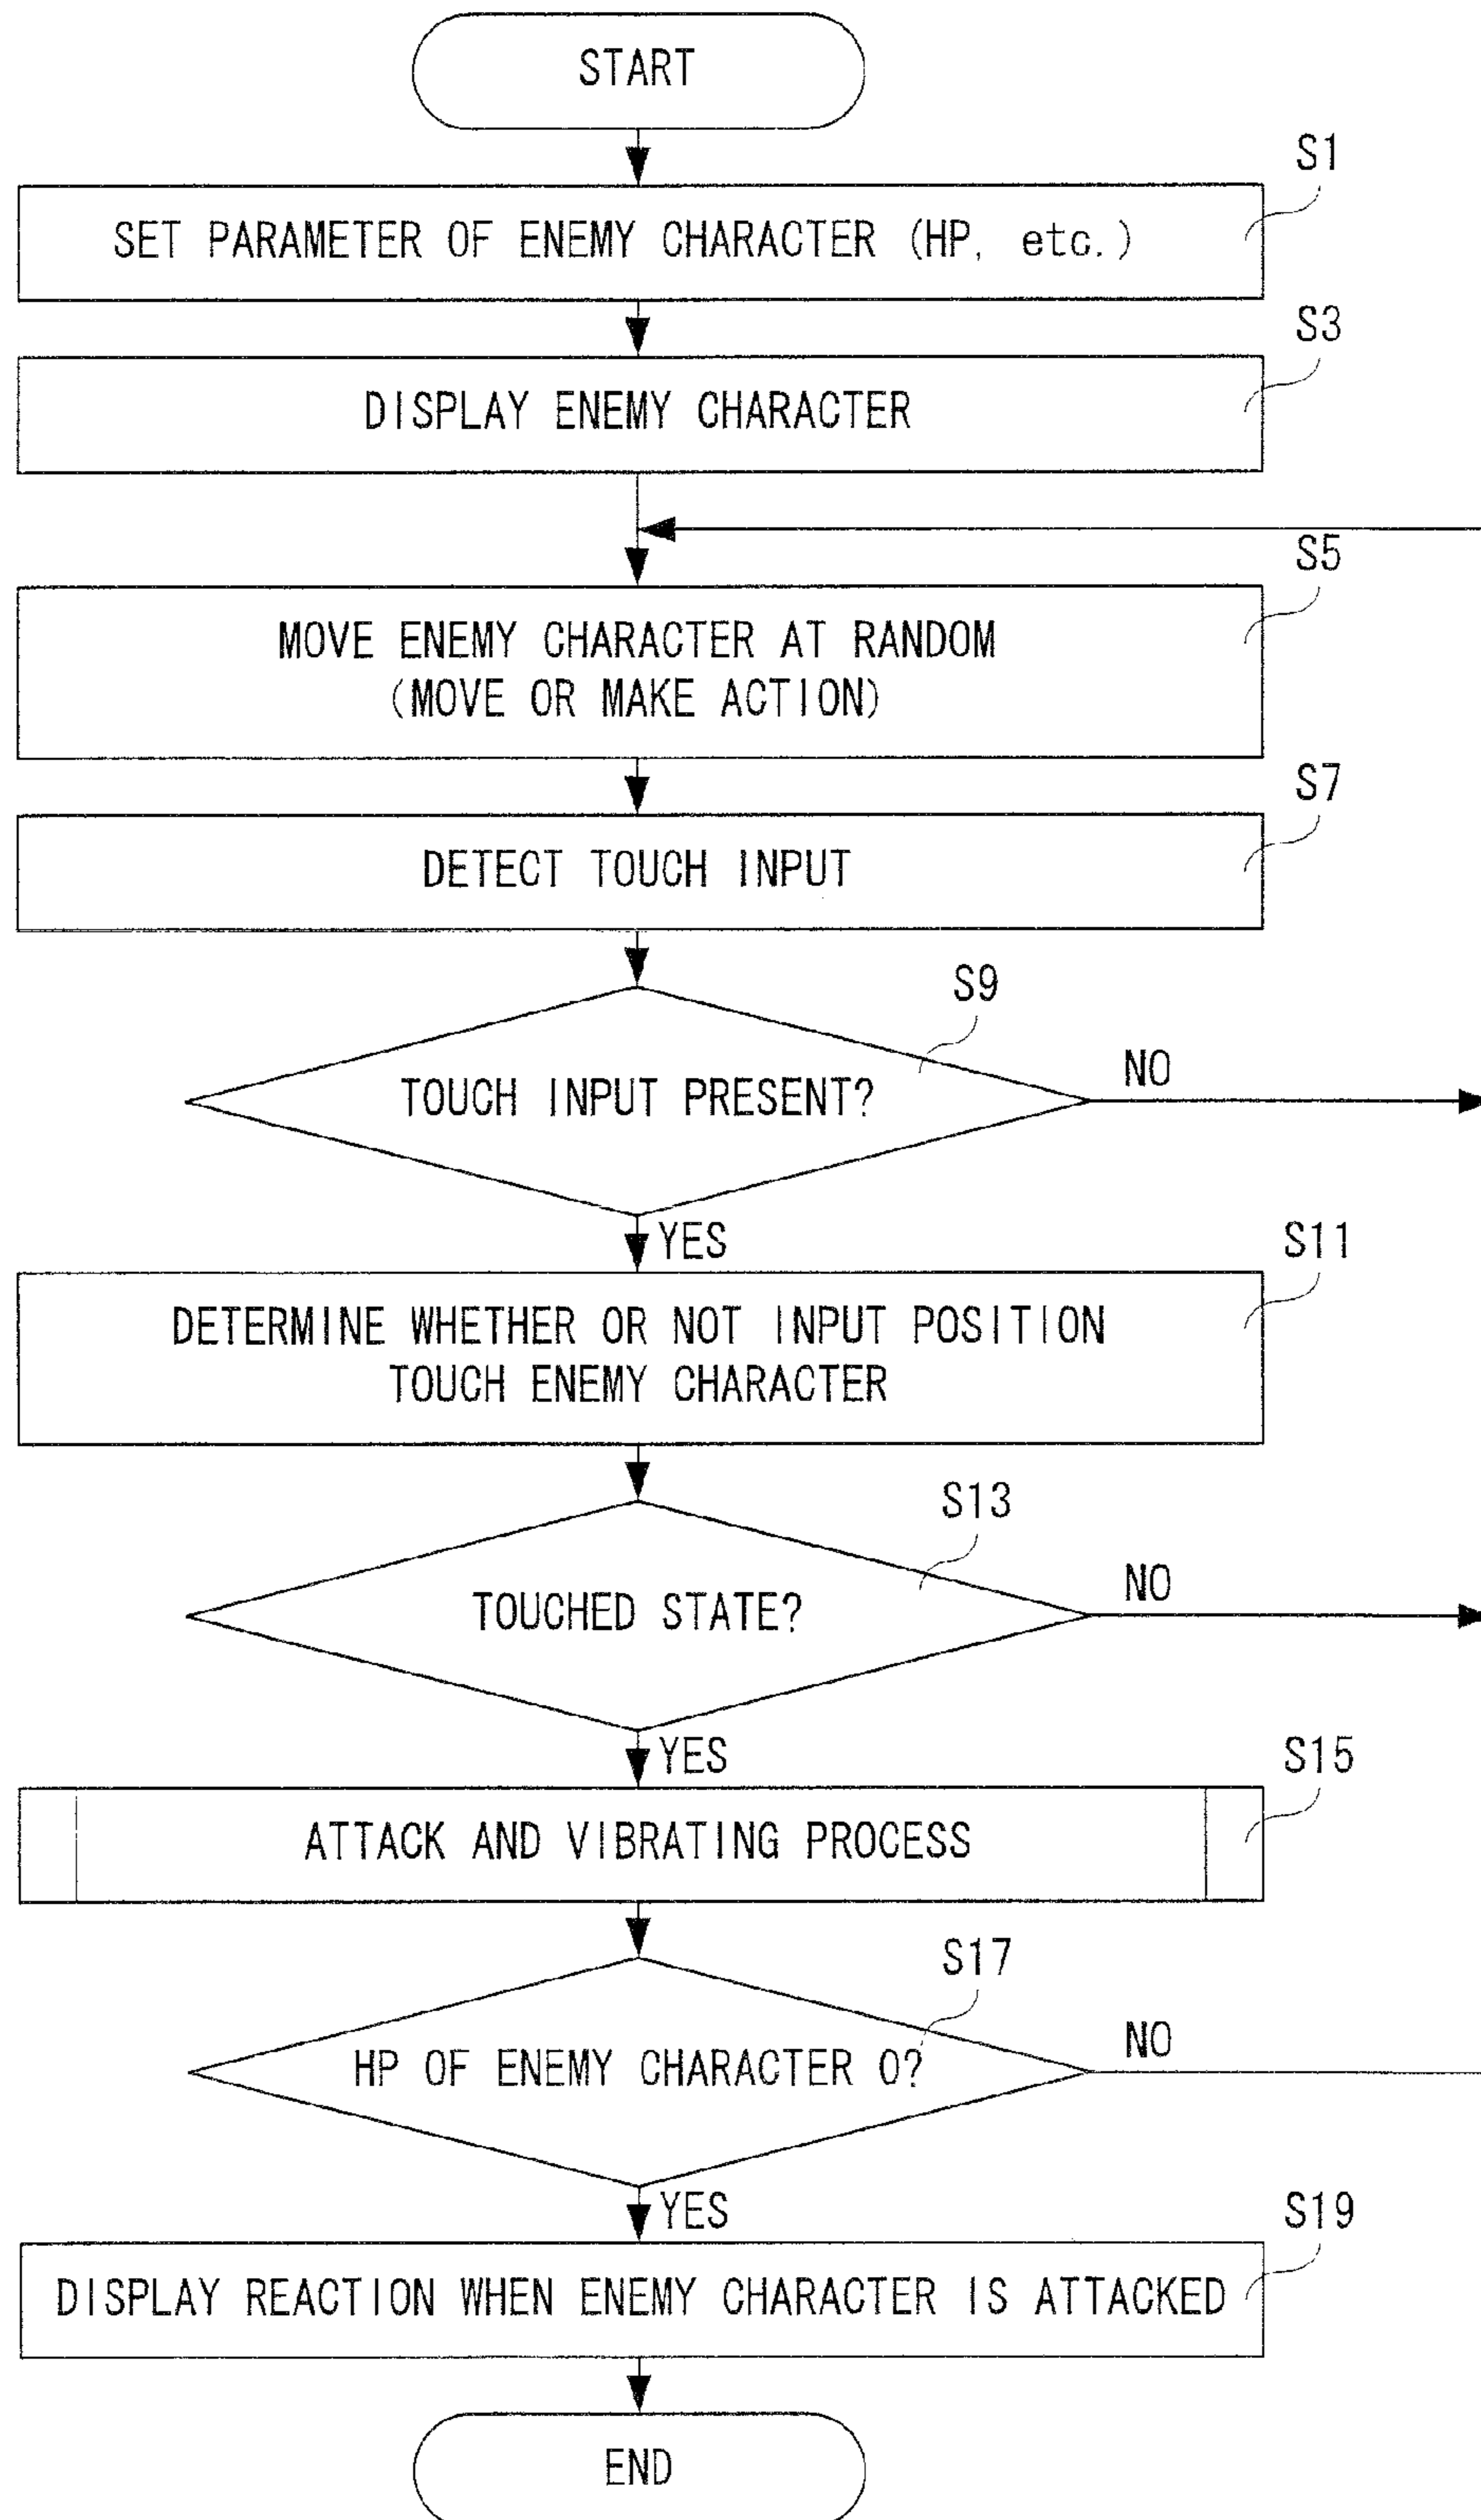 START
S1
SET PARAMETER OF ENEMY CHARACTER (HP, etc.)
S3
DISPLAY ENEMY CHARACTER
S5
MOVE ENEMY CHARACTER AT RANDOM
(MOVE OR MAKE ACTION)
S7
DETECT TOUCH INPUT
S9
TOUCH INPUT PRESENT?
NO
YES
S11
DETERMINE WHETHER OR NOT INPUT POSITION
TOUCH ENEMY CHARACTER
S13
TOUCHED STATE?
NO
YES
S15
ATTACK AND VIBRATING PROCESS
S17
HP OF ENEMY CHARACTER 0?
NO
YES
S19
DISPLAY REACTION WHEN ENEMY CHARACTER IS ATTACKED
END